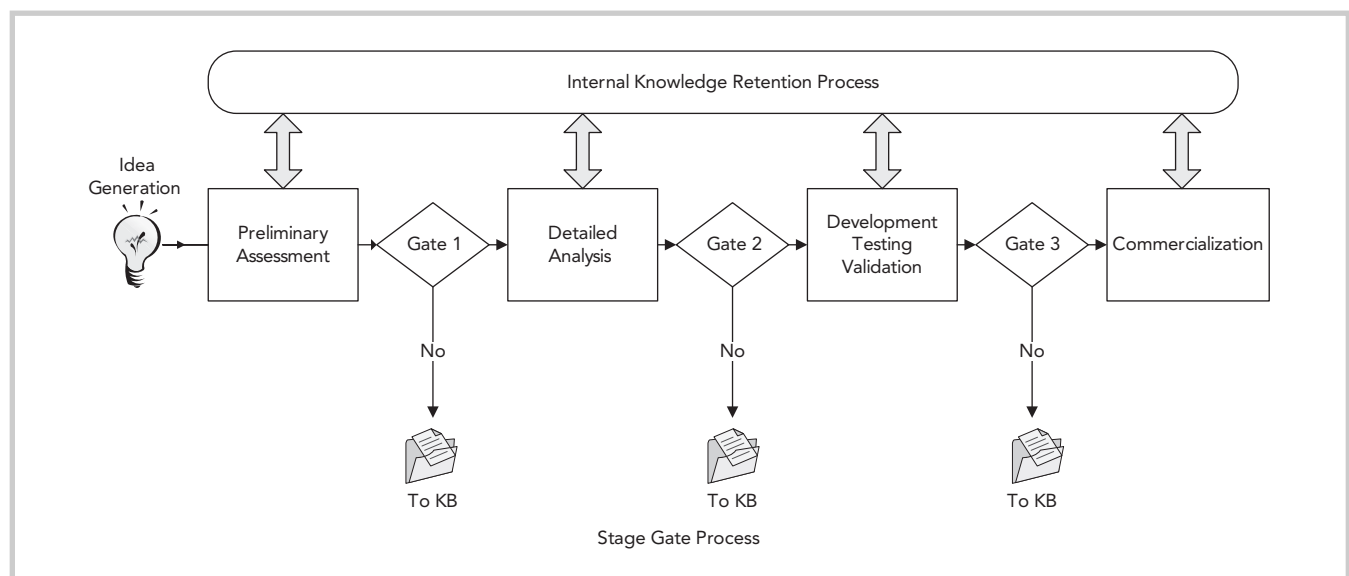 Internal Knowledge Retention Process
Idea
Generation
Preliminary
Assessment
Gate 1
Detailed
Analysis
Gate 2
Development
Testing
Validation
Gate 3
Commercialization
No
No
No
To KB
To KB
To KB
Stage Gate Process